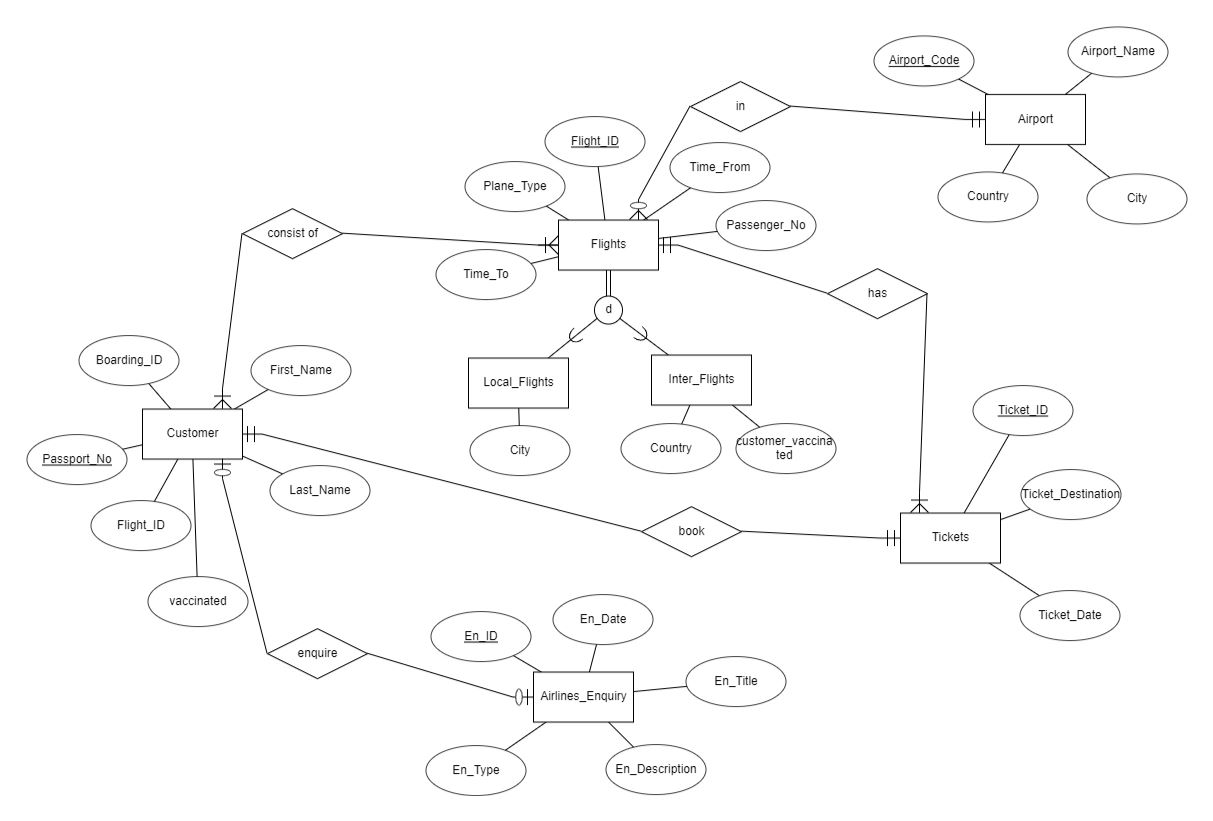 Airport_Code
Airport_Name
in
Airport
Flight_ID
Time_From
Plane_Type
Country
City
Passenger_No
consist of
Flights
Time_To
has
d
Boarding_ID
First_Name
Local_Flights
Inter_Flights
Ticket_ID
Customer
City
Country
customer_vaccina
ted
Passport_No
Last_Name
Ticket_Destination
Flight_ID
book
Tickets
vaccinated
Ticket_Date
En_ID
En_Date
enquire
En_Title
Airlines_Enquiry
En_Type
En_Description